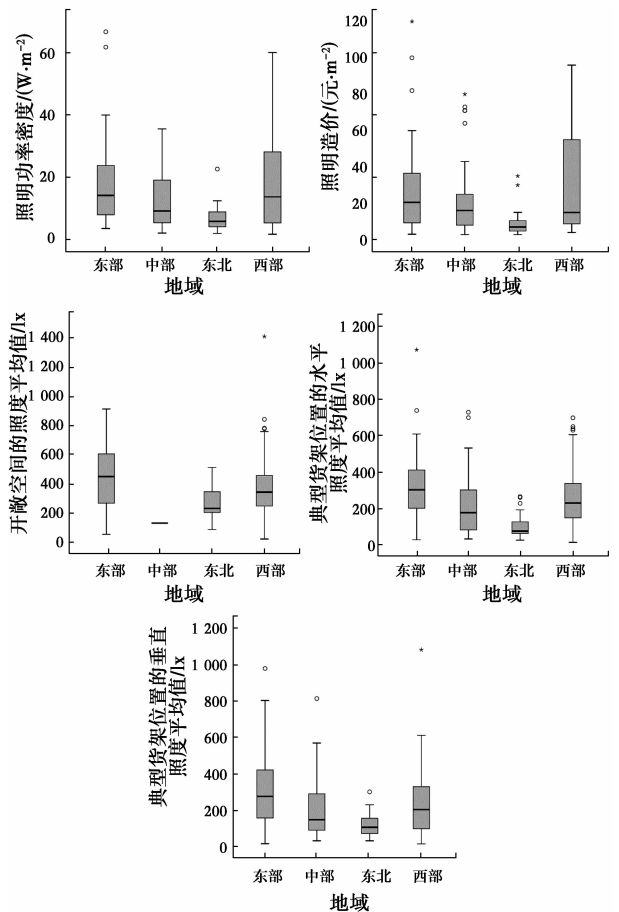 照明功率密度/(W·m⁻²)
60
40
20
0
东部 中部 东北 西部
地域
照明造价/(元·m⁻²)
120
80
60
40
20
0
东部 中部 东北 西部
地域
开敞空间的照度平均值/lx
1 400
1 200
1 000
800
600
400
200
0
东部 中部 东北 西部
地域
典型货架位置的水平
照度平均值/lx
1 200
1 000
800
600
400
200
0
东部 中部 东北 西部
地域
典型货架位置的垂直
照度平均值/lx
1 200
1 000
800
600
400
200
0
东部 中部 东北 西部
地域